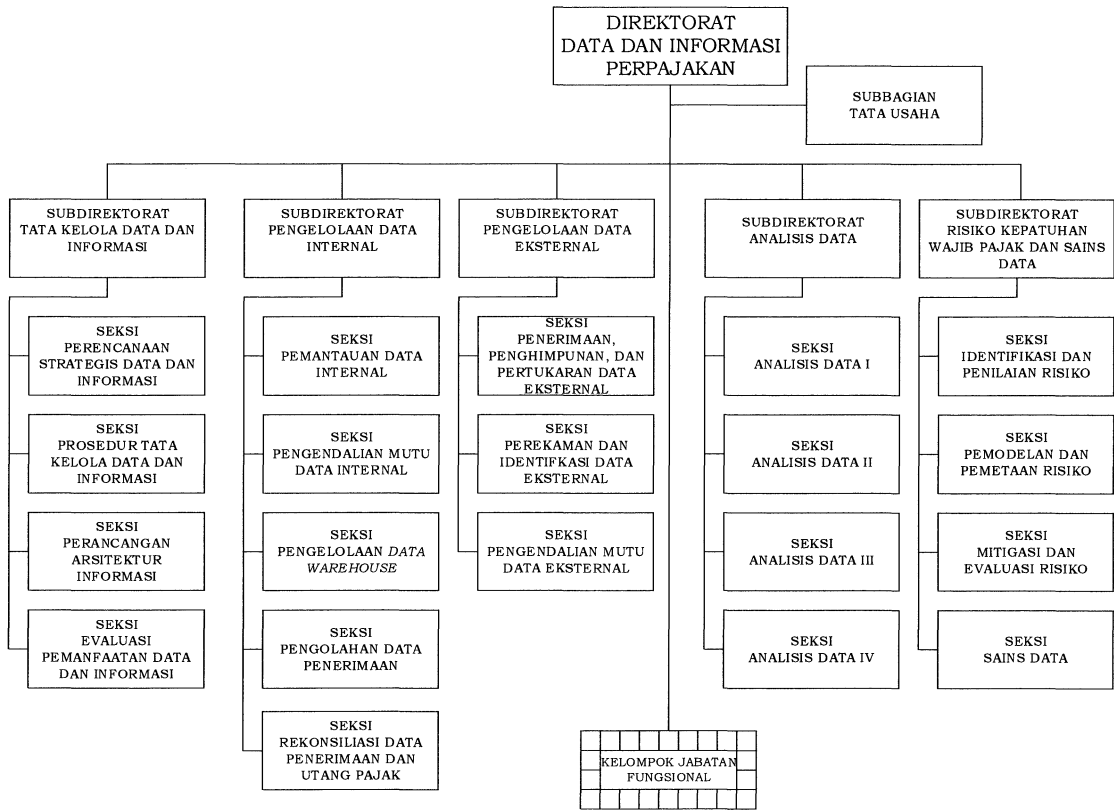 DIREKTORAT
DATA DAN INFORMASI
PERPAJAKAN
SUBBAGIAN
TATA USAHA
SUBDIREKTORAT
TATA KELOLA DATA DAN
INFORMASI
SUBDIREKTORAT
PENGELOLAAN DATA
INTERNAL
SUBDIREKTORAT
PENGELOLAAN DATA
EKSTERNAL
SUBDIREKTORAT
ANALISIS DATA
SUBDIREKTORAT
RISIKO KEPATUHAN
WAJIB PAJAK DAN SAINS
DATA
SEKSI
PERENCANAAN
STRATEGIS DATA DAN
INFORMASI
SEKSI
PEMANTAUAN DATA
INTERNAL
SEKSI
PENERIMAAN,
PENGHIMPUNAN, DAN
PERTUKARAN DATA
EKSTERNAL
SEKSI
ANALISIS DATA I
SEKSI
IDENTIFIKASI DAN
PENILAIAN RISIKO
SEKSI
PROSEDUR TATA
KELOLA DATA DAN
INFORMASI
SEKSI
PENGENDALIAN MUTU
DATA INTERNAL
SEKSI
PEREKAMAN DAN
IDENTIFKASI DATA
EKSTERNAL
SEKSI
ANALISIS DATA II
SEKSI
PEMODELAN DAN
PEMETAAN RISIKO
SEKSI
PERANCANGAN
ARSITEKTUR
INFORMASI
SEKSI
PENGELOLAAN DATA
WAREHOUSE
SEKSI
PENGENDALIAN MUTU
DATA EKSTERNAL
SEKSI
ANALISIS DATA III
SEKSI
MITIGASI DAN
EVALUASI RISIKO
SEKSI
EVALUASI
PEMANFAATAN DATA
DAN INFORMASI
SEKSI
PENGOLAHAN DATA
PENERIMAAN
SEKSI
ANALISIS DATA IV
SEKSI
SAINS DATA
SEKSI
REKONSILIASI DATA
PENERIMAAN DAN
UTANG PAJAK
KELOMPOK JABATAN
FUNGSIONAL